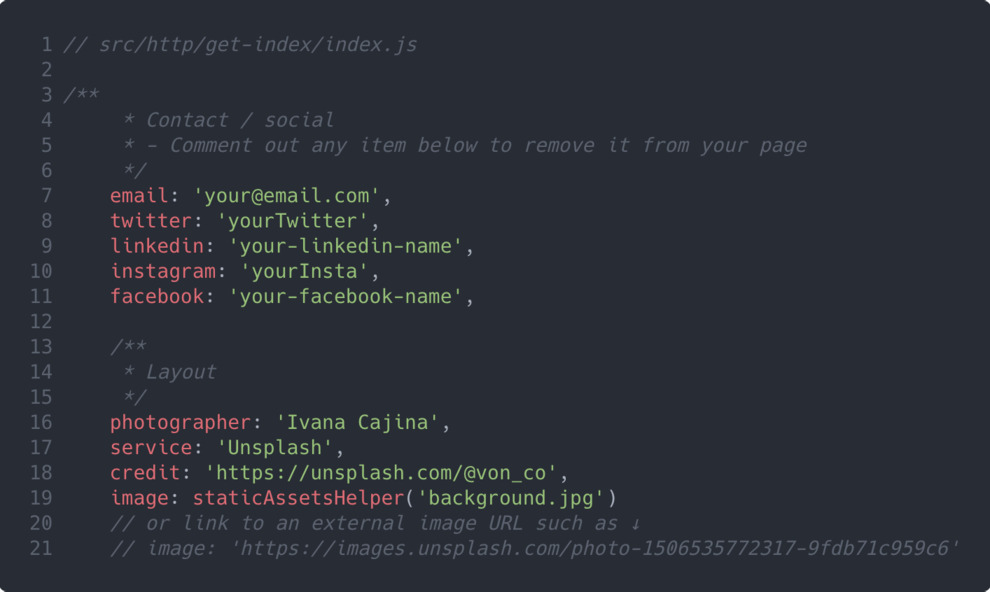 1 // src/http/get-index/index.js
2
3 /**
4 * Contact / social
5 * - Comment out any item below to remove it from your page
6 */
7 email: 'your@email.com',
8 twitter: 'yourTwitter',
9 linkedin: 'your-linkedin-name',
10 instagram: 'yourInsta',
11 facebook: 'your-facebook-name',
12
13 /**
14 * Layout
15 */
16 photographer: 'Ivana Cajina',
17 service: 'Unsplash',
18 credit: 'https://unsplash.com/@von_co',
19 image: staticAssetsHelper('background.jpg')
20 // or link to an external image URL such as ↓
21 // image: 'https://images.unsplash.com/photo-1506535772317-9fdb71c959c6'